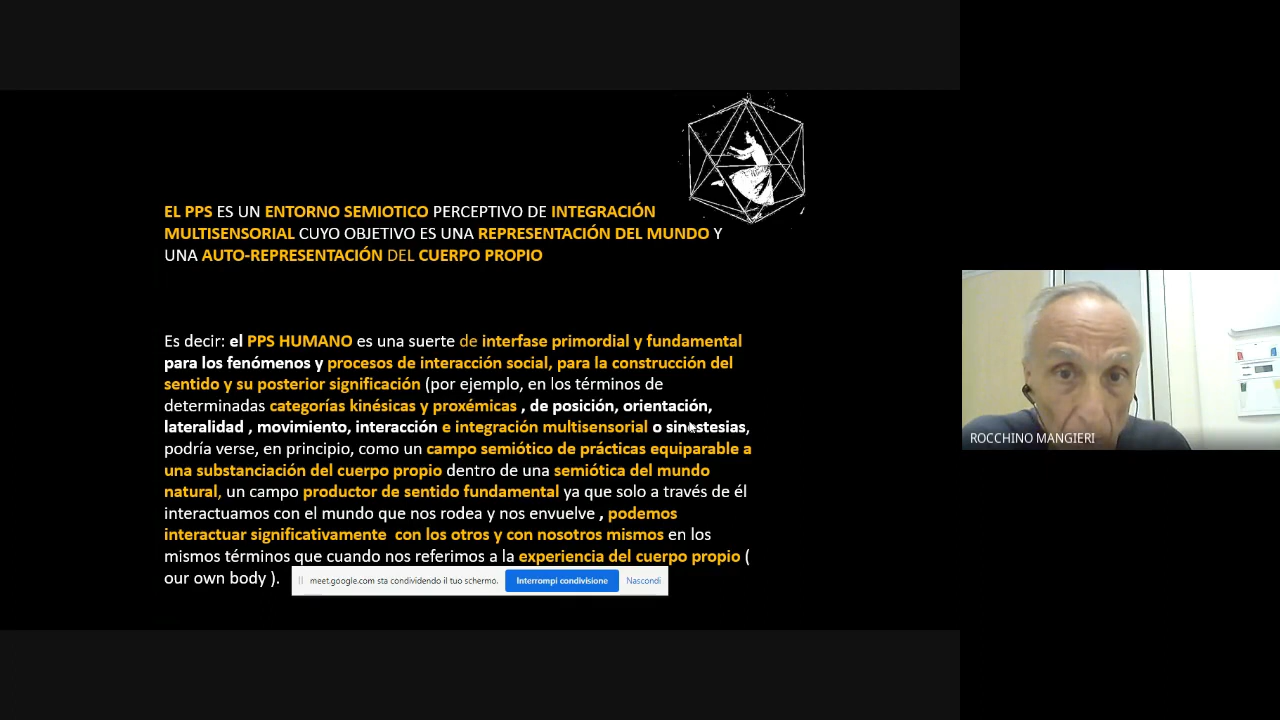 EL PPS ES UN ENTORNO SEMIOTICO PERCEPTIVO DE INTEGRACIÓN
MULTISENSORIAL CUYO OBJETIVO ES UNA REPRESENTACIÓN DEL MUNDO Y
UNA AUTO-REPRESENTACIÓN DEL CUERPO PROPIO
Es decir: el PPS HUMANO es una suerte de interfase primordial y fundamental
para los fenómenos y procesos de interacción social, para la construcción del
sentido y su posterior significación (por ejemplo, en los términos de
determinadas categorías kinésicas y proxémicas , de posición, orientación,
lateralidad , movimiento, interacción e integración multisensorial o sinestesias,
podría verse, en principio, como un campo semiótico de prácticas equiparable a
una substanciación del cuerpo propio dentro de una semiótica del mundo
natural, un campo productor de sentido fundamental ya que solo a través de él
interactuamos con el mundo que nos rodea y nos envuelve , podemos
interactuar significativamente con los otros y con nosotros mismos en los
mismos términos que cuando nos referimos a la experiencia del cuerpo propio (
our own body ).
meet.google.com sta condividendo il tuo schermo. Interrompi condivisione Nascondi
ROCCHINO MANGIERI